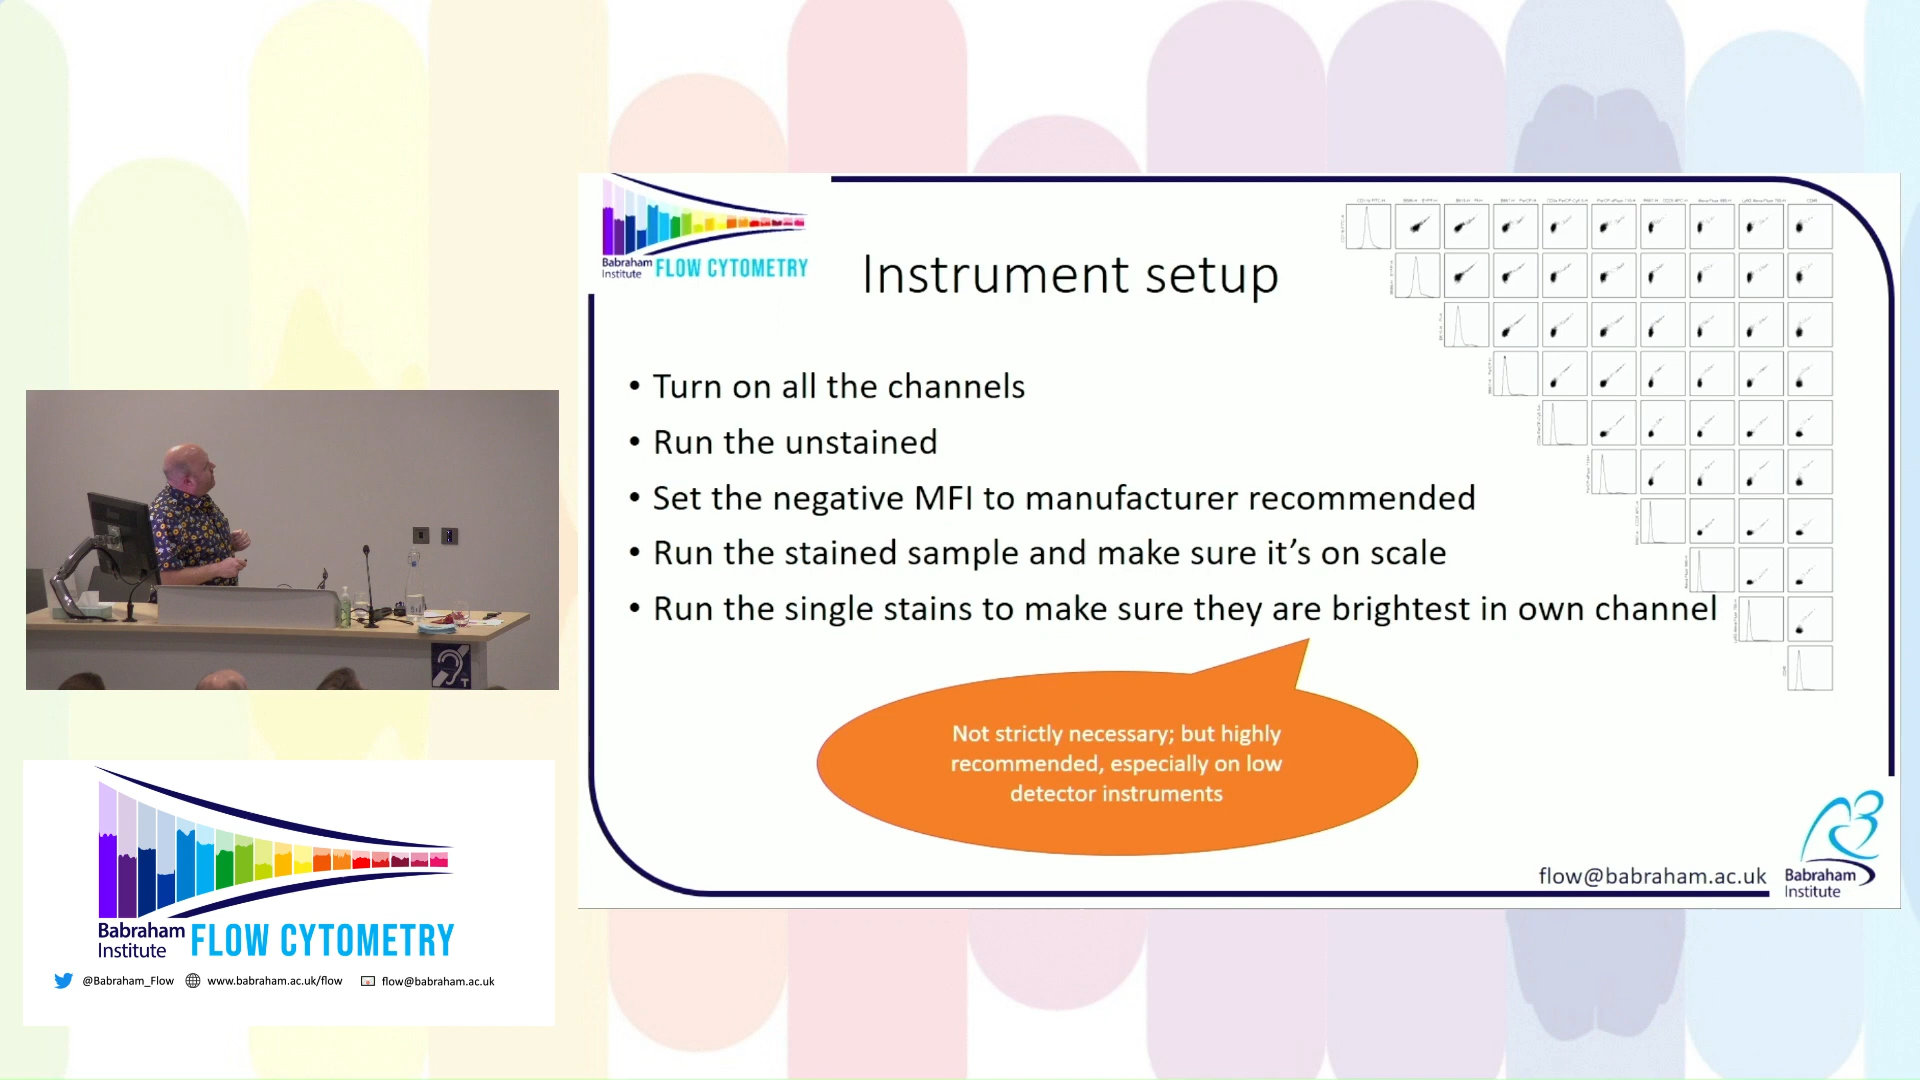 Babraham
Institute
FLOW CYTOMETRY
Instrument setup
• Turn on all the channels
• Run the unstained
• Set the negative MFI to manufacturer recommended
• Run the stained sample and make sure it’s on scale
• Run the single stains to make sure they are brightest in own channel
Not strictly necessary; but highly
recommended, especially on low
detector instruments
flow@babraham.ac.uk
Babraham
Institute
T
Babraham
Institute
FLOW CYTOMETRY
@Babraham_Flow
www.babraham.ac.uk/flow
flow@babraham.ac.uk